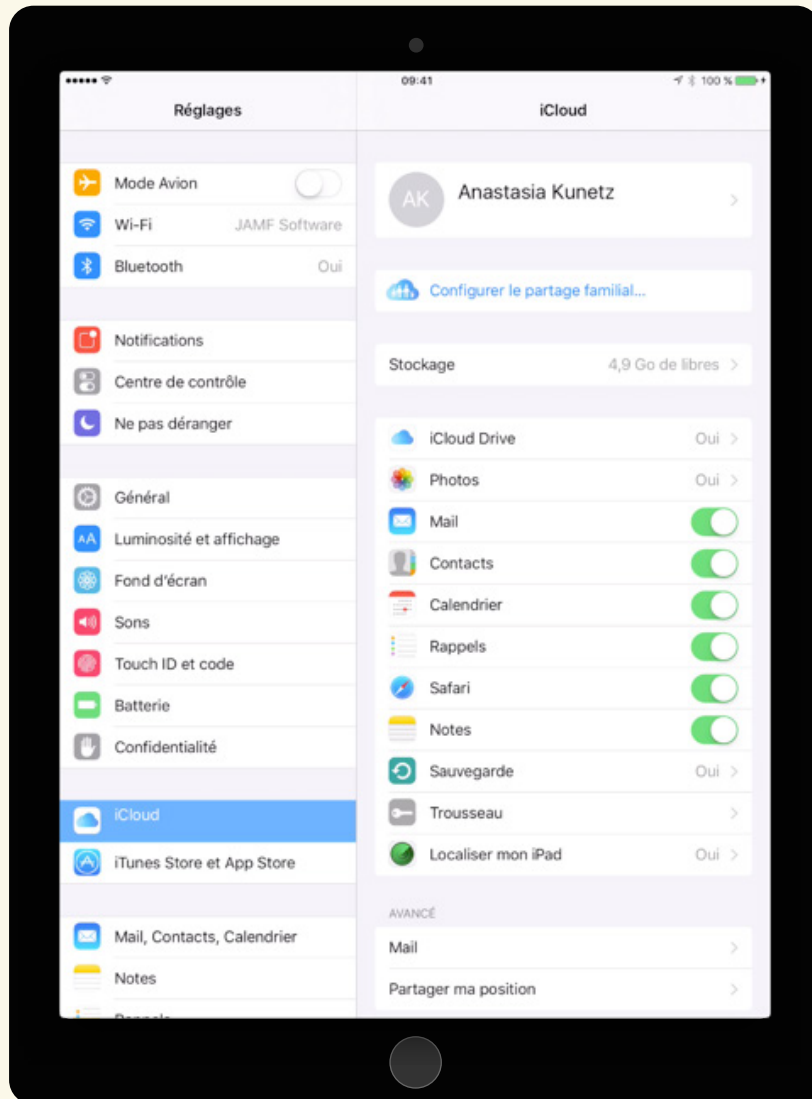 09:41
100 %
Réglages
Mode Avion
Wi-Fi JAMF Software
Bluetooth Oui
Notifications
Centre de contrôle
Ne pas déranger
Général
AA Luminosité et affichage
Fond d'écran
Sons
Touch ID et code
Batterie
Confidentialité
iCloud
iTunes Store et App Store
Mail, Contacts, Calendrier
Notes
Rappels
iCloud
AK Anastasia Kunetz
Configurer le partage familial...
Stockage 4,9 Go de libres
iCloud Drive Oui
Photos Oui
Mail
Contacts
Calendrier
Rappels
Safari
Notes
Sauvegarde Oui
Trousseau
Localiser mon iPad Oui
AVANCÉ
Mail
Partager ma position